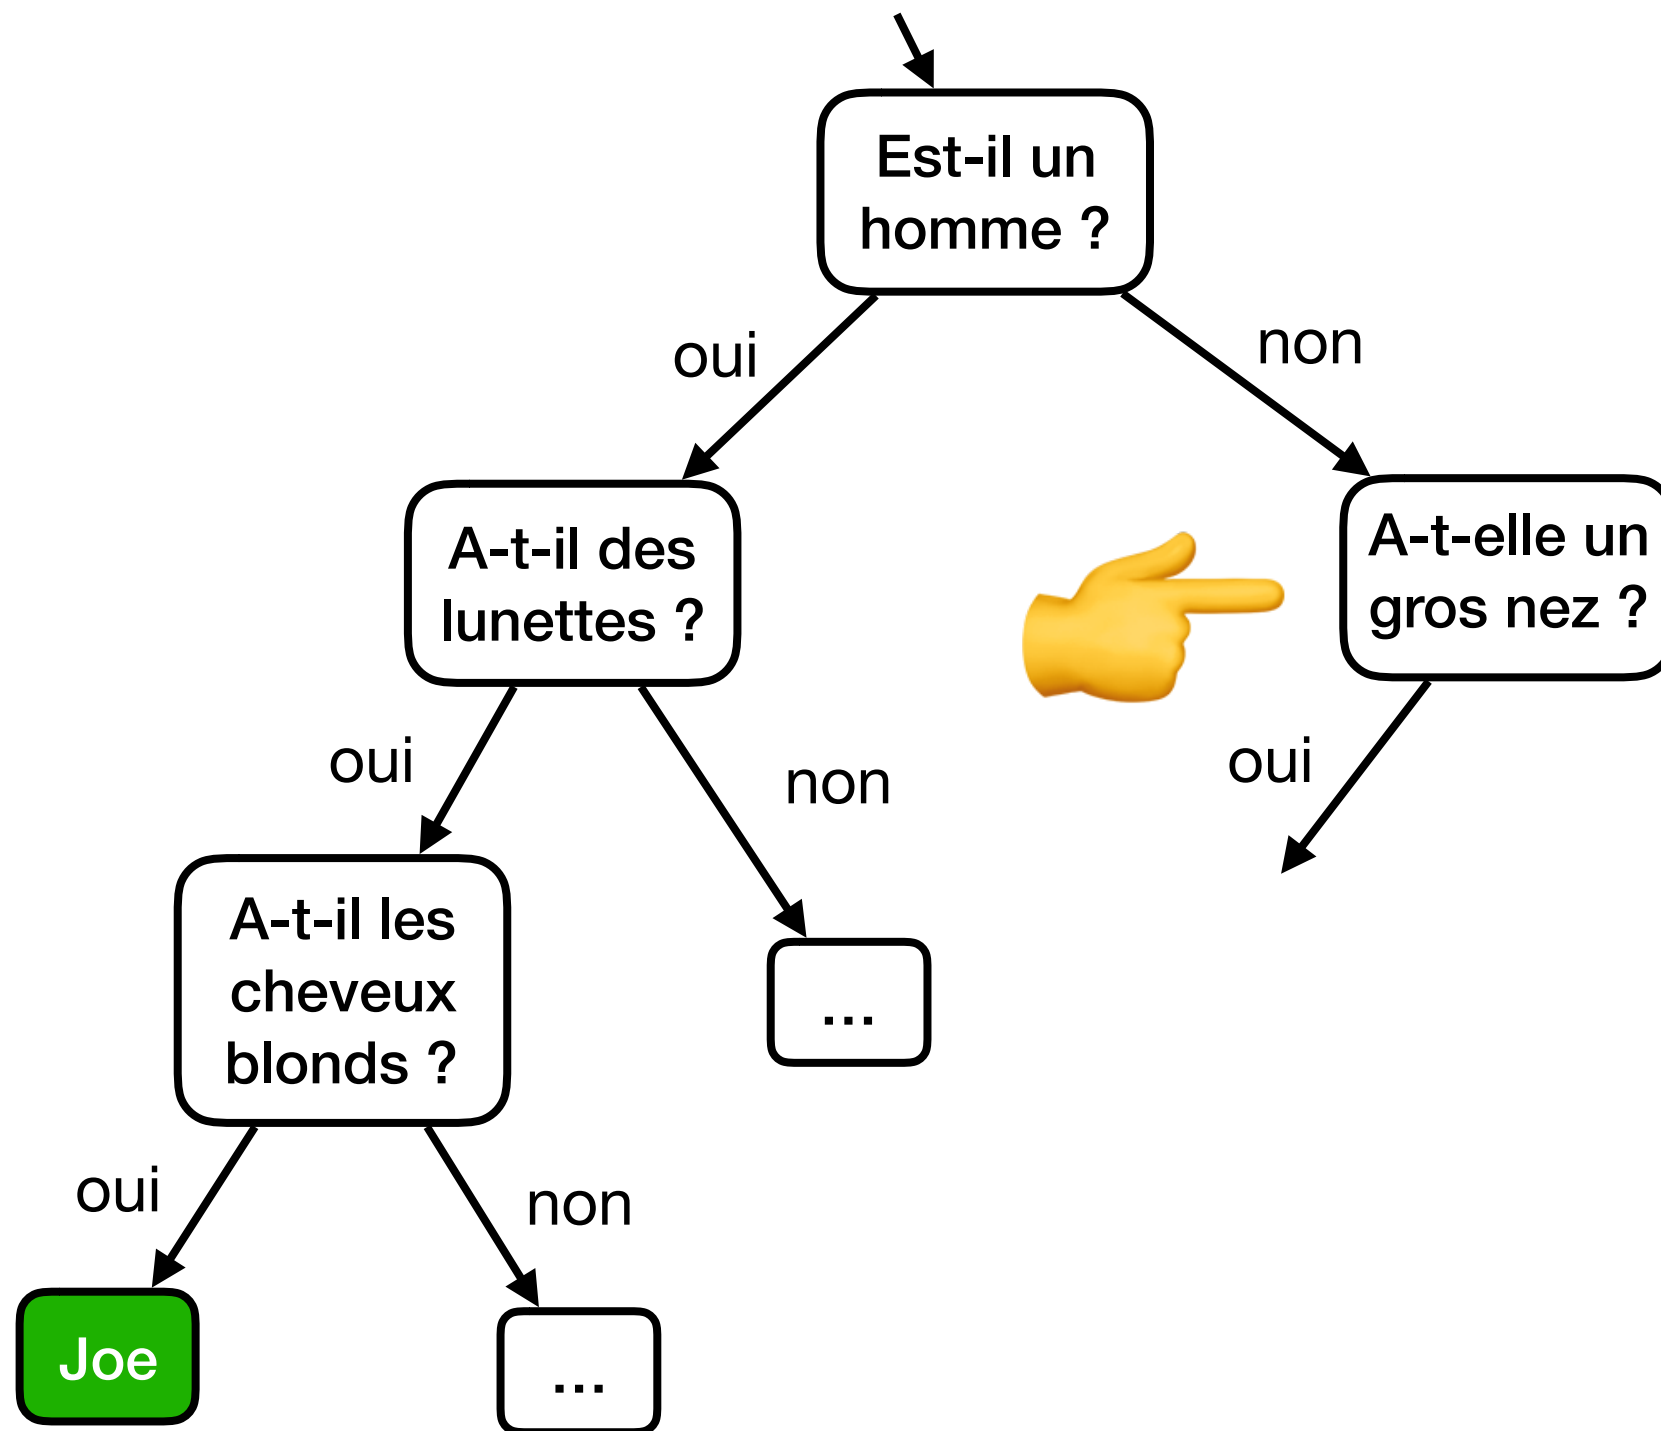 Est-il un
homme ?
oui
non
A-t-il des
lunettes ?
A-t-elle un
gros nez ?
oui
non
oui
A-t-il les
cheveux
blonds ?
...
oui
non
Joe
...